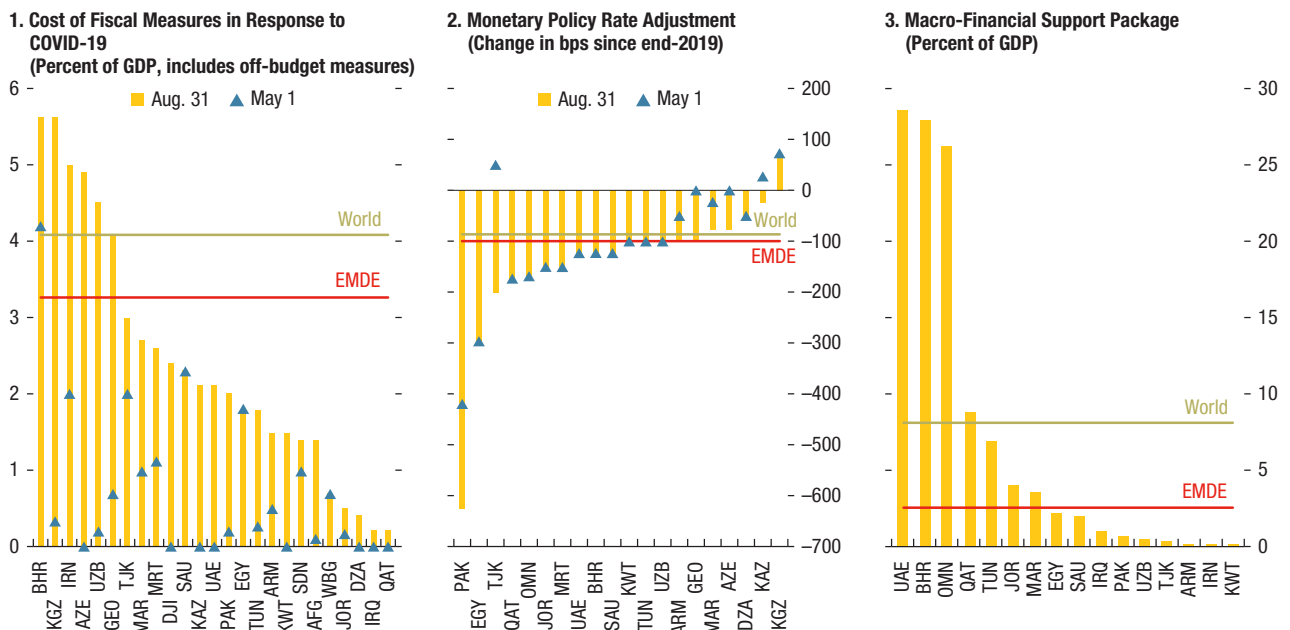 1. Cost of Fiscal Measures in Response to
COVID-19
(Percent of GDP, includes off-budget measures)
6
5
4
3
2
1
0
Aug. 31
May 1
World
EMDE
BHR
KGZ
IRN
AZE
UZB
GEO
TJK
MAR
MRT
DJI
SAU
KAZ
UAE
PAK
EGY
TUN
ARM
KWT
SDN
AFG
WBG
JOR
DZA
IRQ
QAT
2. Monetary Policy Rate Adjustment
(Change in bps since end-2019)
Aug. 31
May 1
200
100
0
–100
–200
–300
–400
–500
–600
–700
World
EMDE
PAK
EGY
TJK
QAT
OMN
JOR
MRT
UAE
BHR
SAU
KWT
TUN
UZB
ARM
GEO
MAR
AZE
DZA
KAZ
KGZ
3. Macro-Financial Support Package
(Percent of GDP)
30
25
20
15
10
5
0
World
EMDE
UAE
BHR
OMN
QAT
TUN
JOR
MAR
EGY
SAU
IRQ
PAK
UZB
TJK
ARM
IRN
KWT